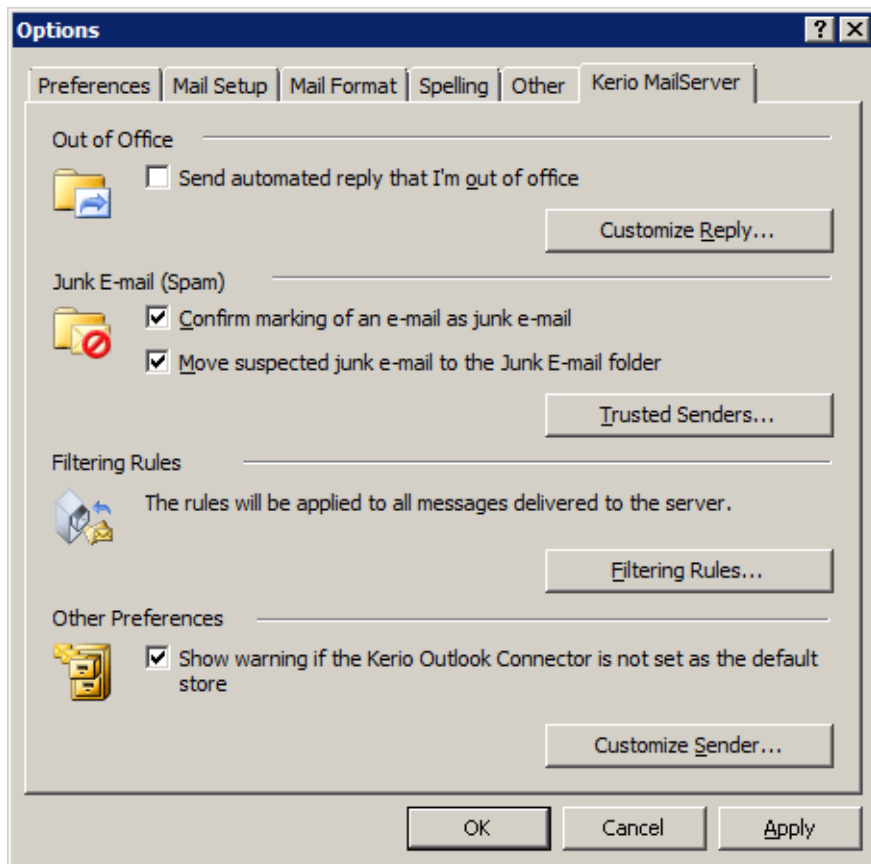 Options
Preferences Mail Setup Mail Format Spelling Other Kerio MailServer
Out of Office
Send automated reply that I'm out of office
Customize Reply...
Junk E-mail (Spam)
Confirm marking of an e-mail as junk e-mail
Move suspected junk e-mail to the Junk E-mail folder
Trusted Senders...
Filtering Rules
The rules will be applied to all messages delivered to the server.
Filtering Rules...
Other Preferences
Show warning if the Kerio Outlook Connector is not set as the default
store
Customize Sender...
OK Cancel Apply